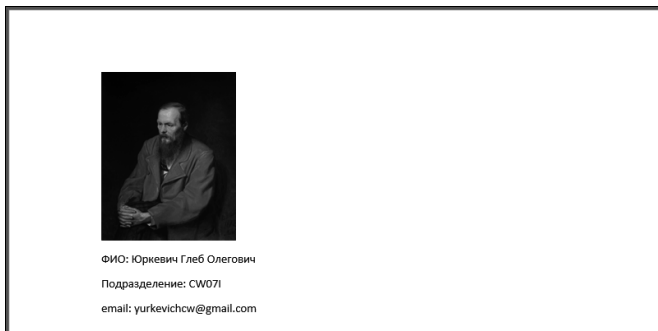 ФИО: Юркевич Глеб Олегович
Подразделение: CW07I
email: yurkevichcw@gmail.com